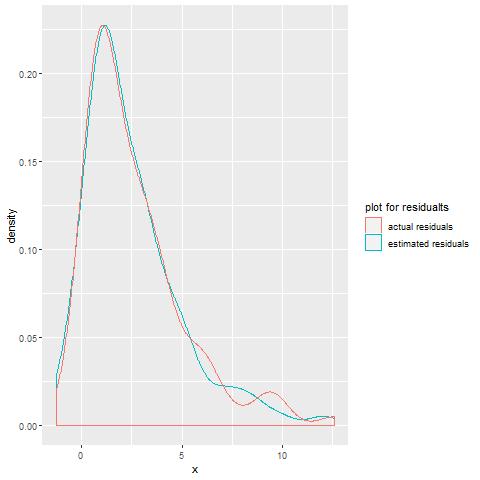 0.20
0.15
0.10
0.05
0.00
density
0
5
10
x
plot for residualts
actual residuals
estimated residuals